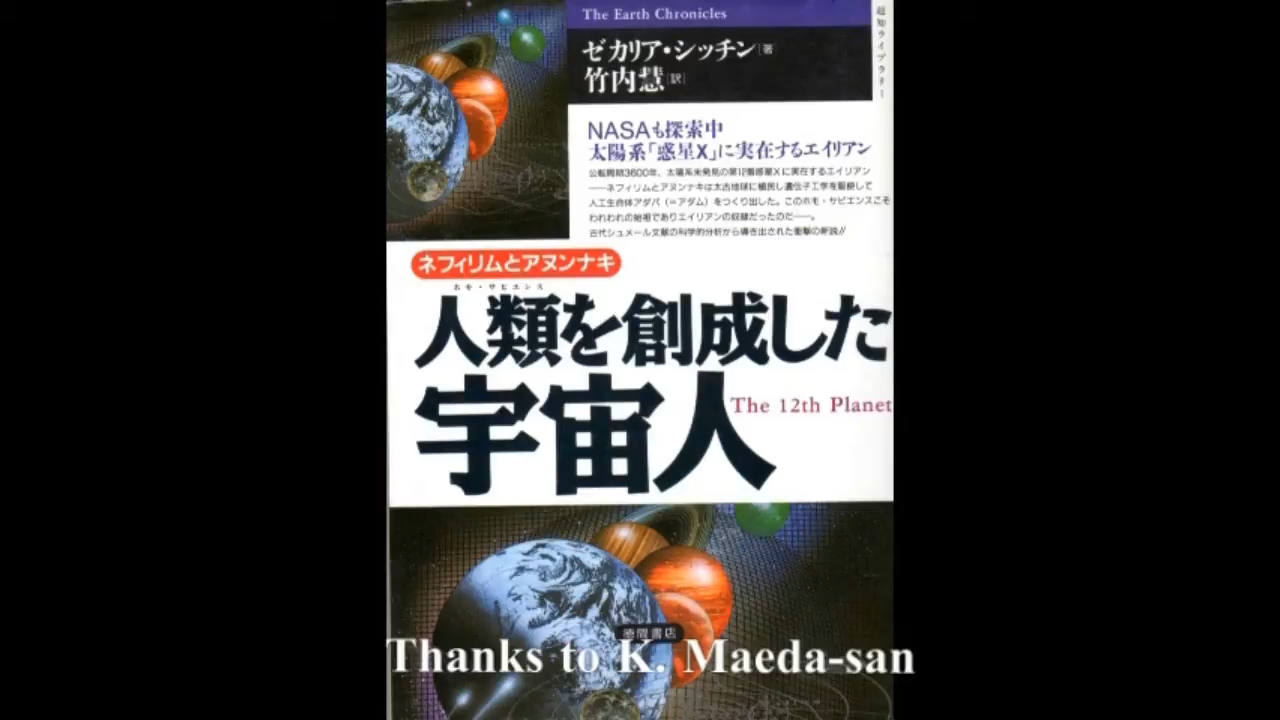 The Earth Chronicles
ゼカリア・シッチン[著]
竹内慧[訳]
超知ライブラリー
NASAも探索中
太陽系「惑星X」に実在するエイリアン
公転周期3600年、太陽系未発見の第12番惑星Xに実在するエイリアン
――ネフィリムとアヌンナキは太古地球に植民し遺伝子工学を駆使して
人工生命体アダパ（＝アダム）をつくり出した。このホモ・サピエンスこそ
われわれの始祖でありエイリアンの奴隷だったのだ――。
古代シュメール文献の科学的分析から導き出された衝撃の新説!!
ネフィリムとアヌンナキ
ホモ・サピエンス
人類を創成した
宇宙人
The 12th Planet
徳間書店
Thanks to K. Maeda-san